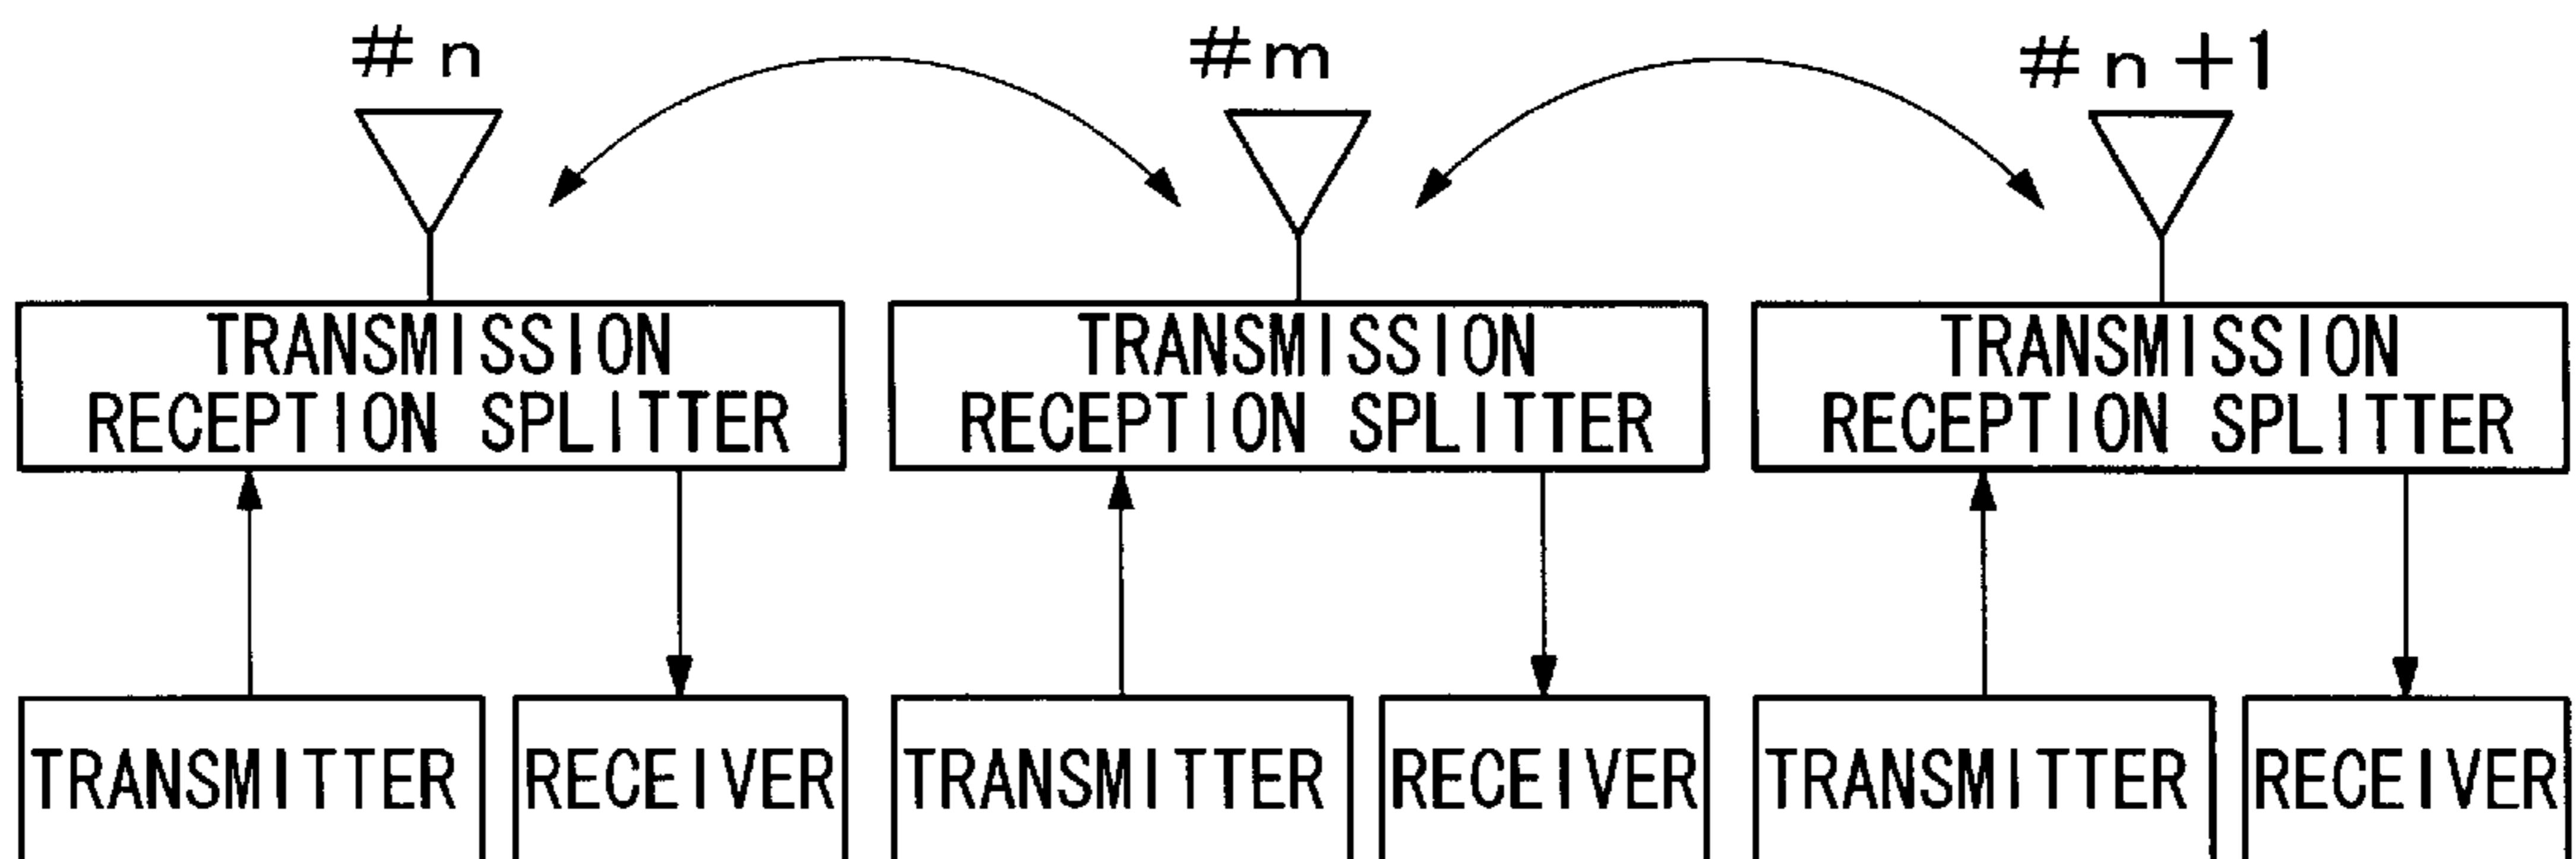 #n
#m
#n+1
TRANSMISSION
RECEPTION SPLITTER
TRANSMISSION
RECEPTION SPLITTER
TRANSMISSION
RECEPTION SPLITTER
TRANSMITTER
RECEIVER
TRANSMITTER
RECEIVER
TRANSMITTER
RECEIVER